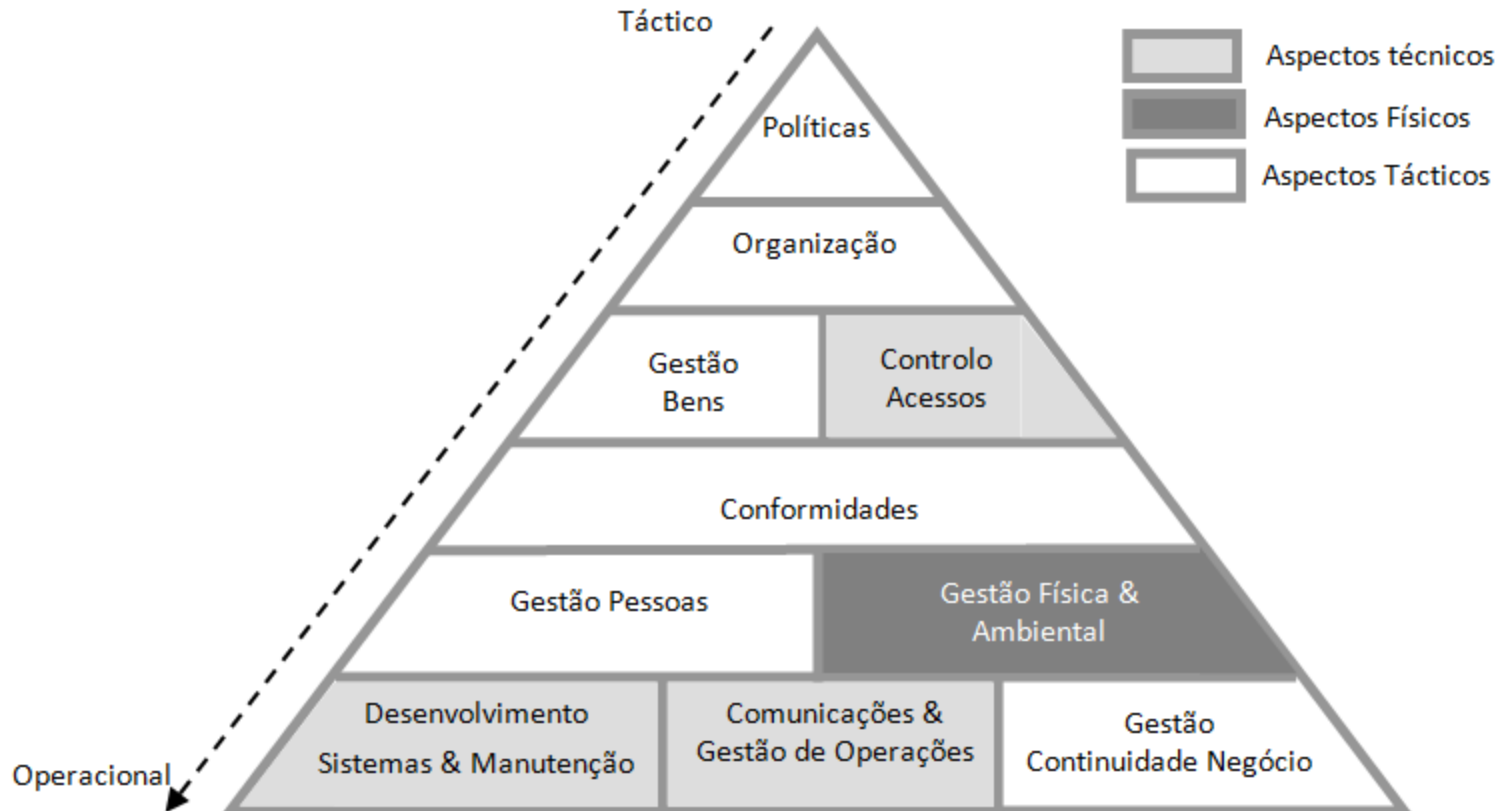 Táctico
Aspectos técnicos
Aspectos Físicos
Aspectos Tácticos
Políticas
Organização
Gestão
Bens
Controlo
Acessos
Conformidades
Gestão Pessoas
Gestão Física &
Ambiental
Desenvolvimento
Sistemas & Manutenção
Comunicações &
Gestão de Operações
Gestão
Continuidade Negócio
Operacional